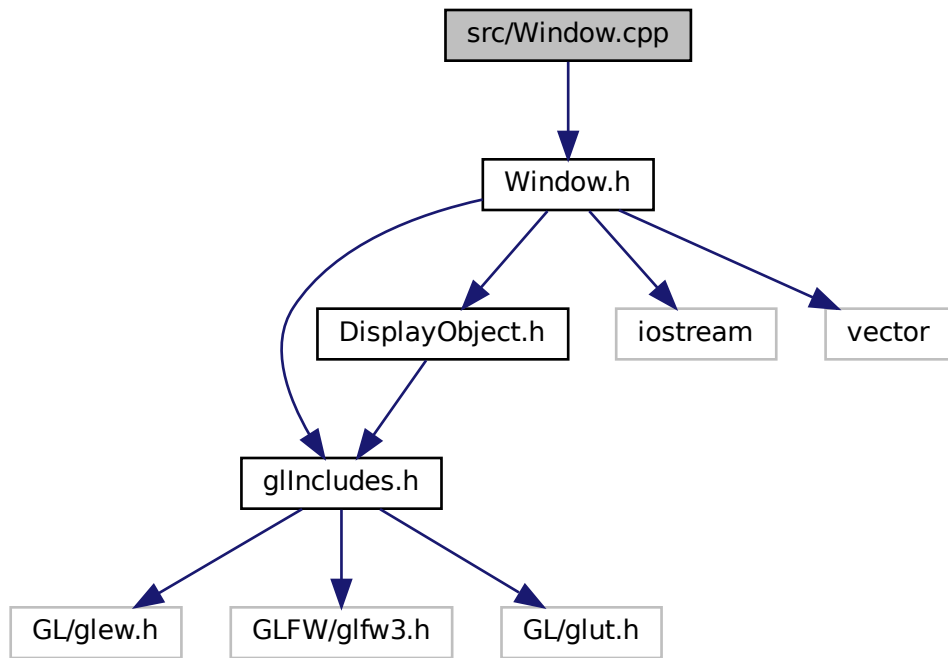 src/Window.cpp
Window.h
DisplayObject.h
iostream
vector
glIncludes.h
GL/glew.h
GLFW/glfw3.h
GL/glut.h